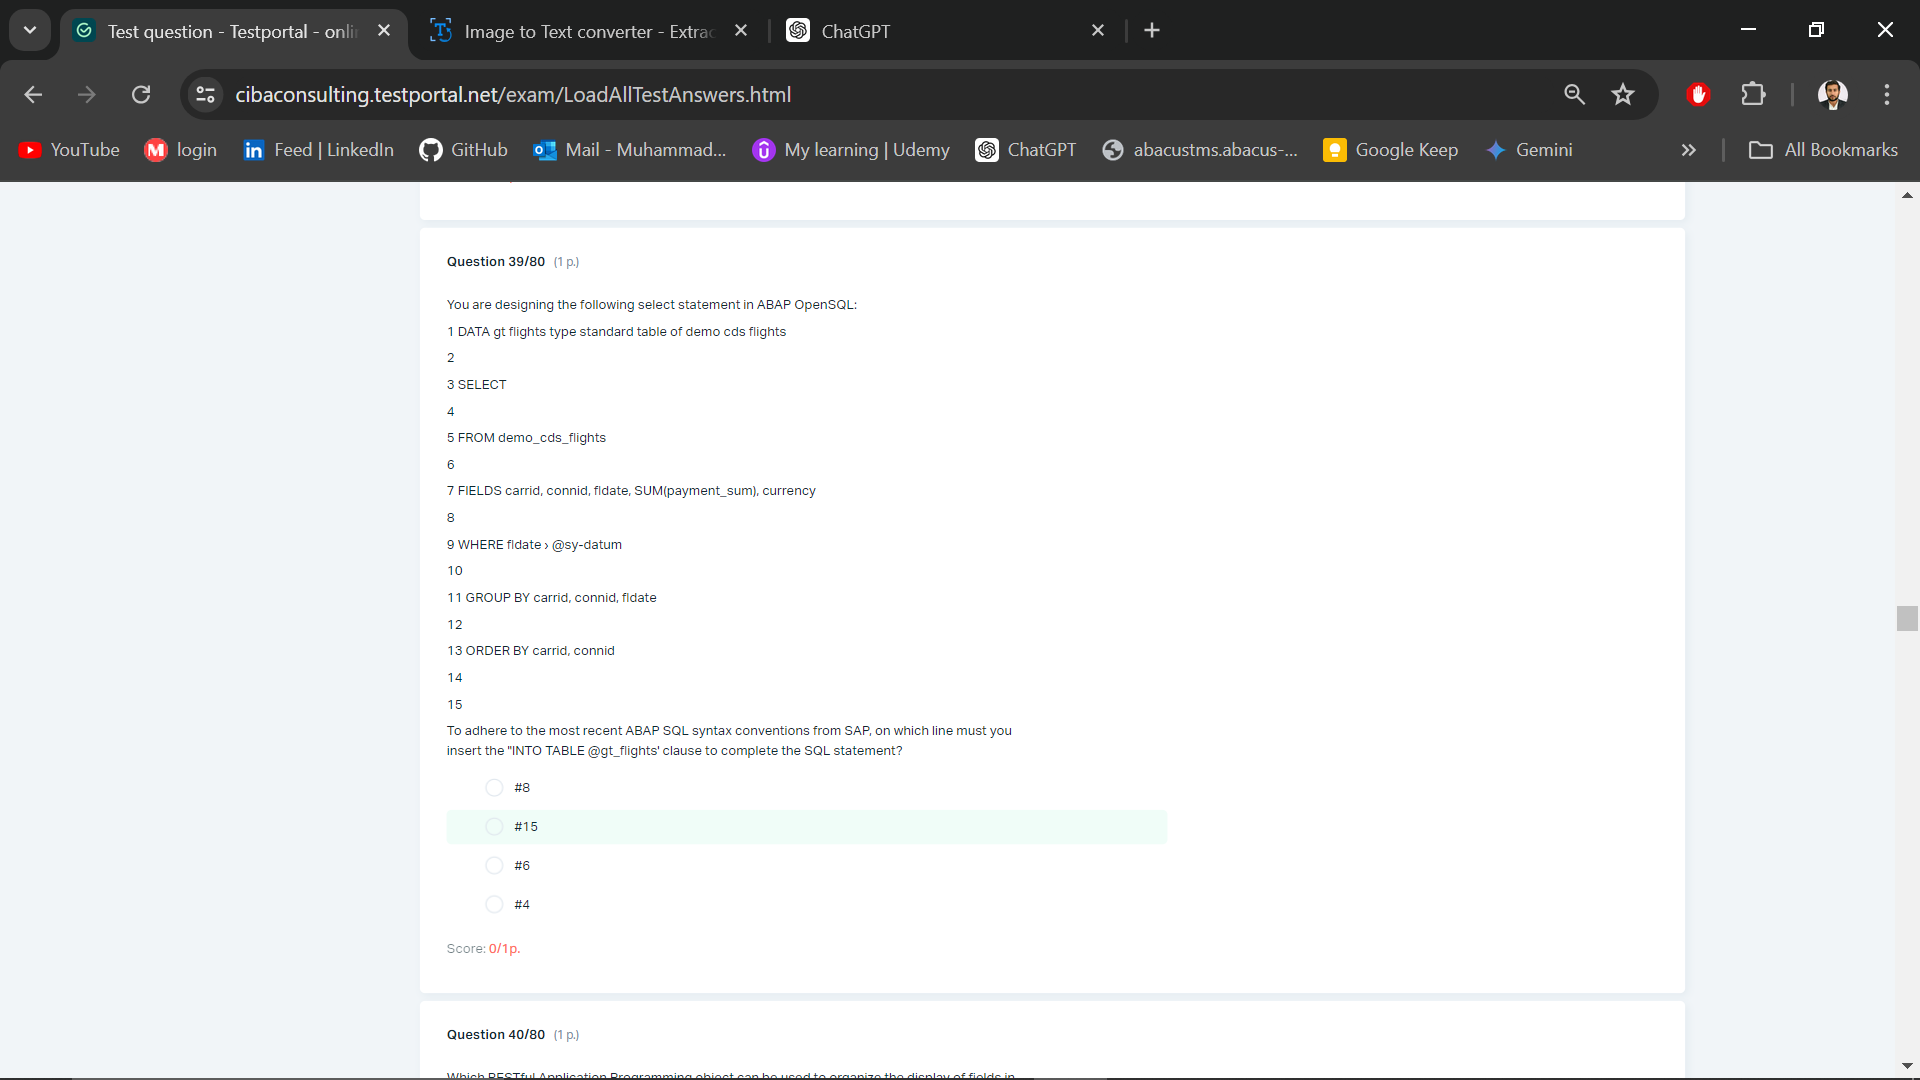 Test question - Testportal - onli
Image to Text converter - Extrac
ChatGPT
cibaconsulting.testportal.net/exam/LoadAllTestAnswers.html
YouTube
login
Feed | LinkedIn
GitHub
Mail - Muhammad...
My learning | Udemy
ChatGPT
abacustms.abacus-...
Google Keep
Gemini
All Bookmarks
Question 39/80 (1 p.)
You are designing the following select statement in ABAP OpenSQL:
1 DATA gt flights type standard table of demo cds flights
2
3 SELECT
4
5 FROM demo_cds_flights
6
7 FIELDS carrid, connid, fldate, SUM(payment_sum), currency
8
9 WHERE fldate › @sy-datum
10
11 GROUP BY carrid, connid, fldate
12
13 ORDER BY carrid, connid
14
15
To adhere to the most recent ABAP SQL syntax conventions from SAP, on which line must you
insert the "INTO TABLE @gt_flights' clause to complete the SQL statement?
#8
#15
#6
#4
Score: 0/1p.
Question 40/80 (1 p.)
Which RESTful Application Programming object can be used to organize the display of fields in